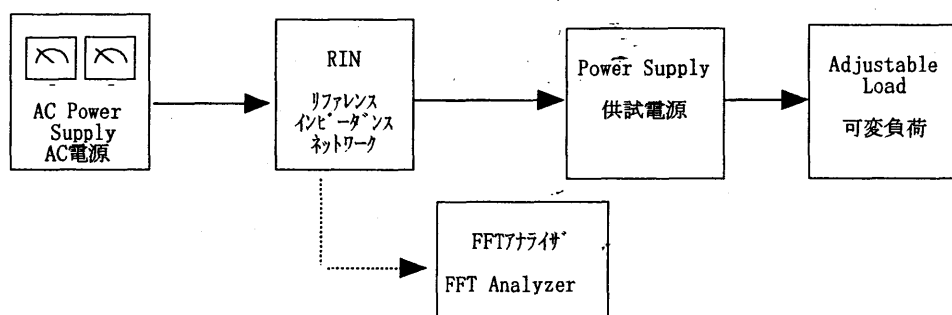 AC Power
Supply
AC電源
RIN
リファレンス
インピーダンス
ネットワーク
Power Supply
供試電源
Adjustable
Load
可変負荷
FFTアナライザ
FFT Analyzer